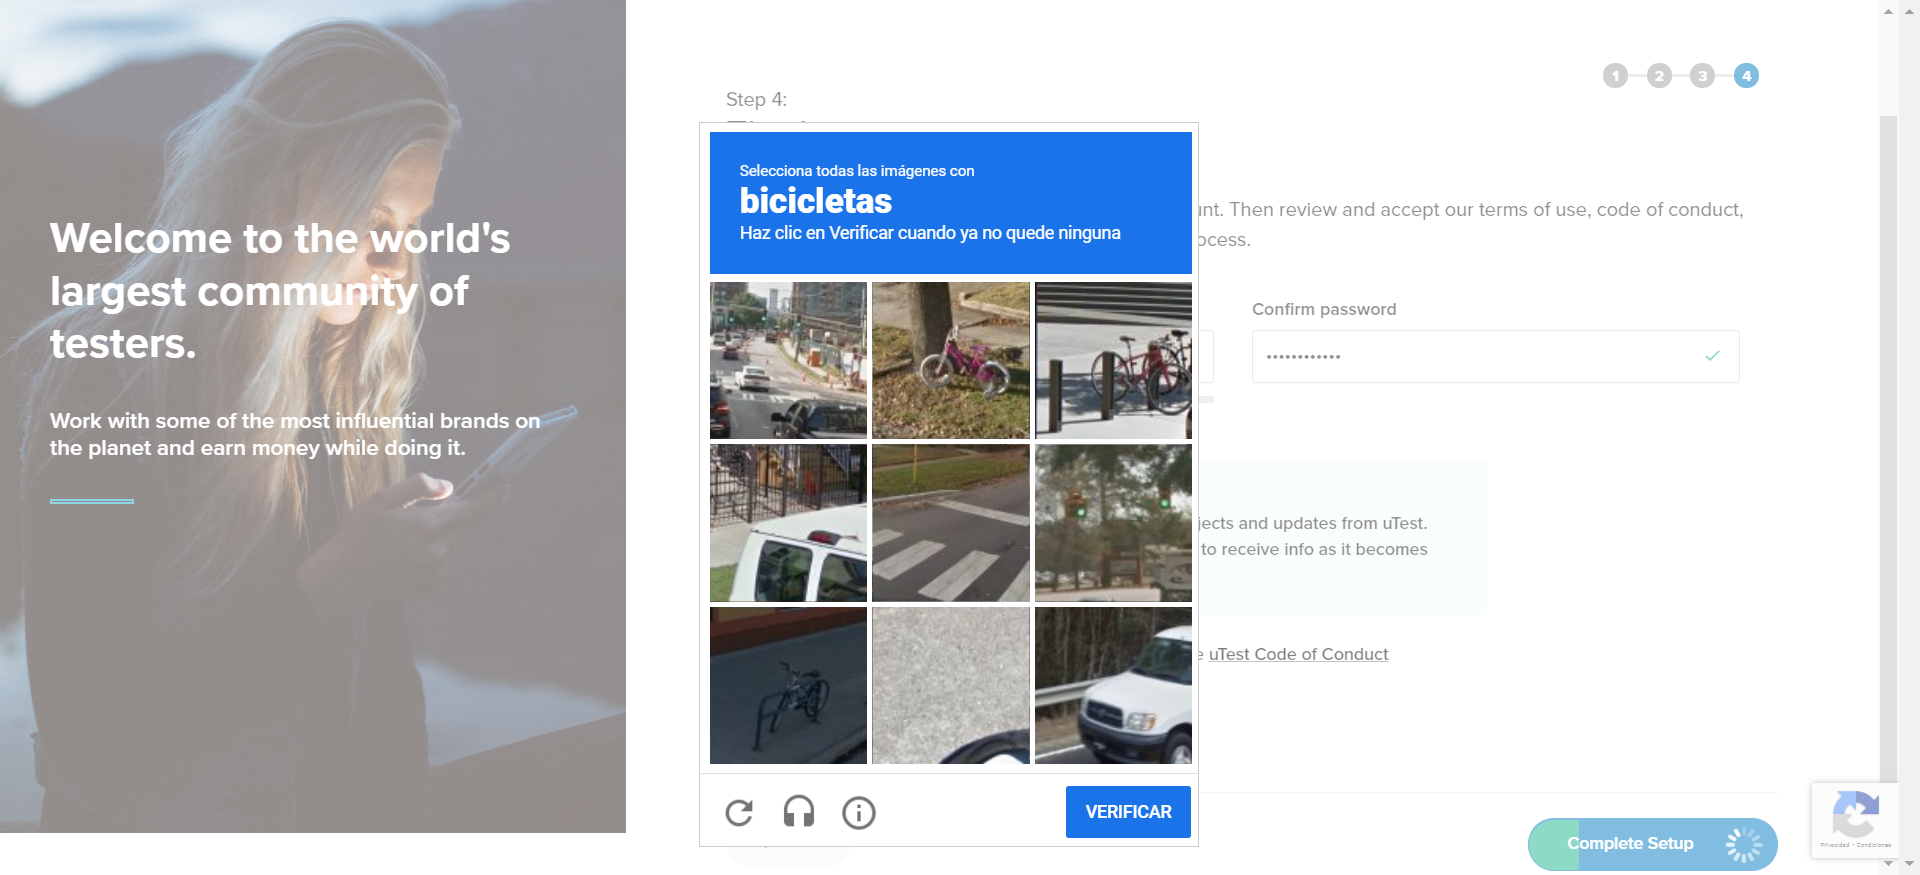 Welcome to the world's
largest community of
testers.
Work with some of the most influential brands on
the planet and earn money while doing it.
1 2 3 4
Step 4:
Selecciona todas las imágenes con
bicicletas
Haz clic en Verificar cuando ya no quede ninguna
unt. Then review and accept our terms of use, code of conduct,
ocess.
Confirm password
jects and updates from uTest.
to receive info as it becomes
e uTest Code of Conduct
VERIFICAR
Complete Setup
Privacidad - Condiciones